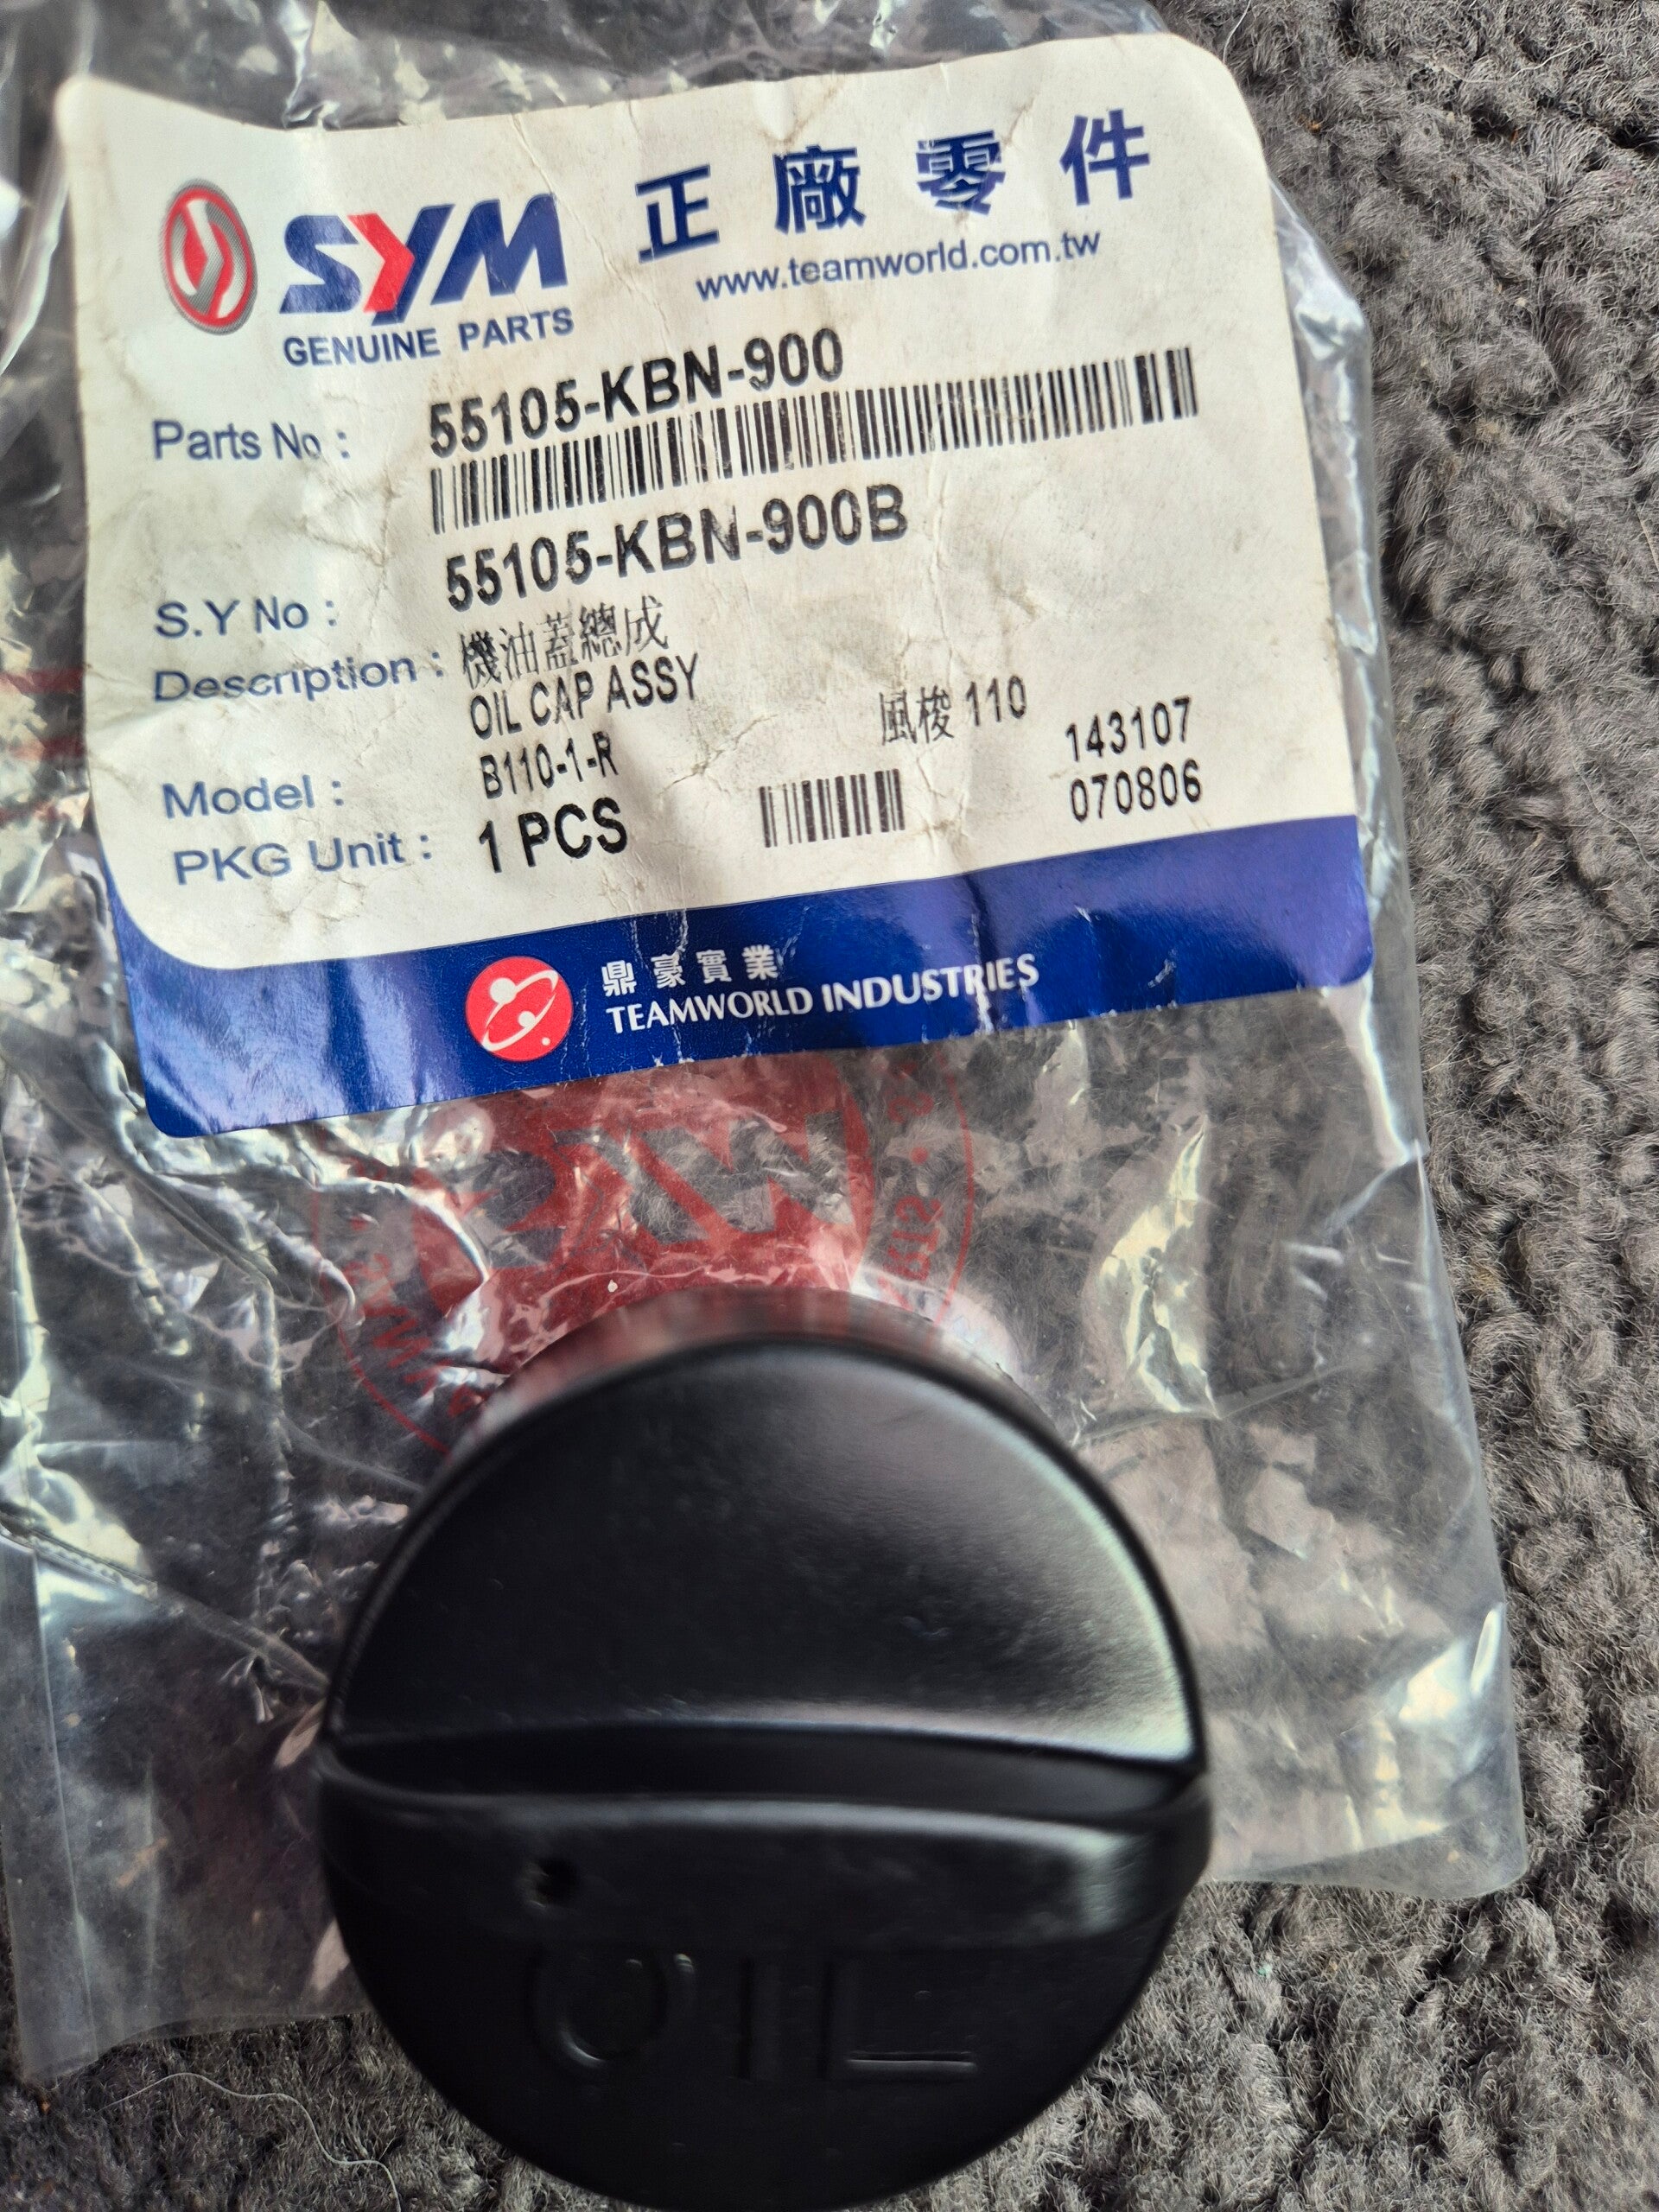 SYM 正廠零件
GENUINE PARTS www.teamworld.com.tw
Parts No : 55105-KBN-900
55105-KBN-900B
S.Y No :
Description : 機油蓋總成
OIL CAP ASSY
風梭 110
Model : B110-1-R
143107
PKG Unit : 1 PCS
070806
鼎豪實業
TEAMWORLD INDUSTRIES
SYM
OIL